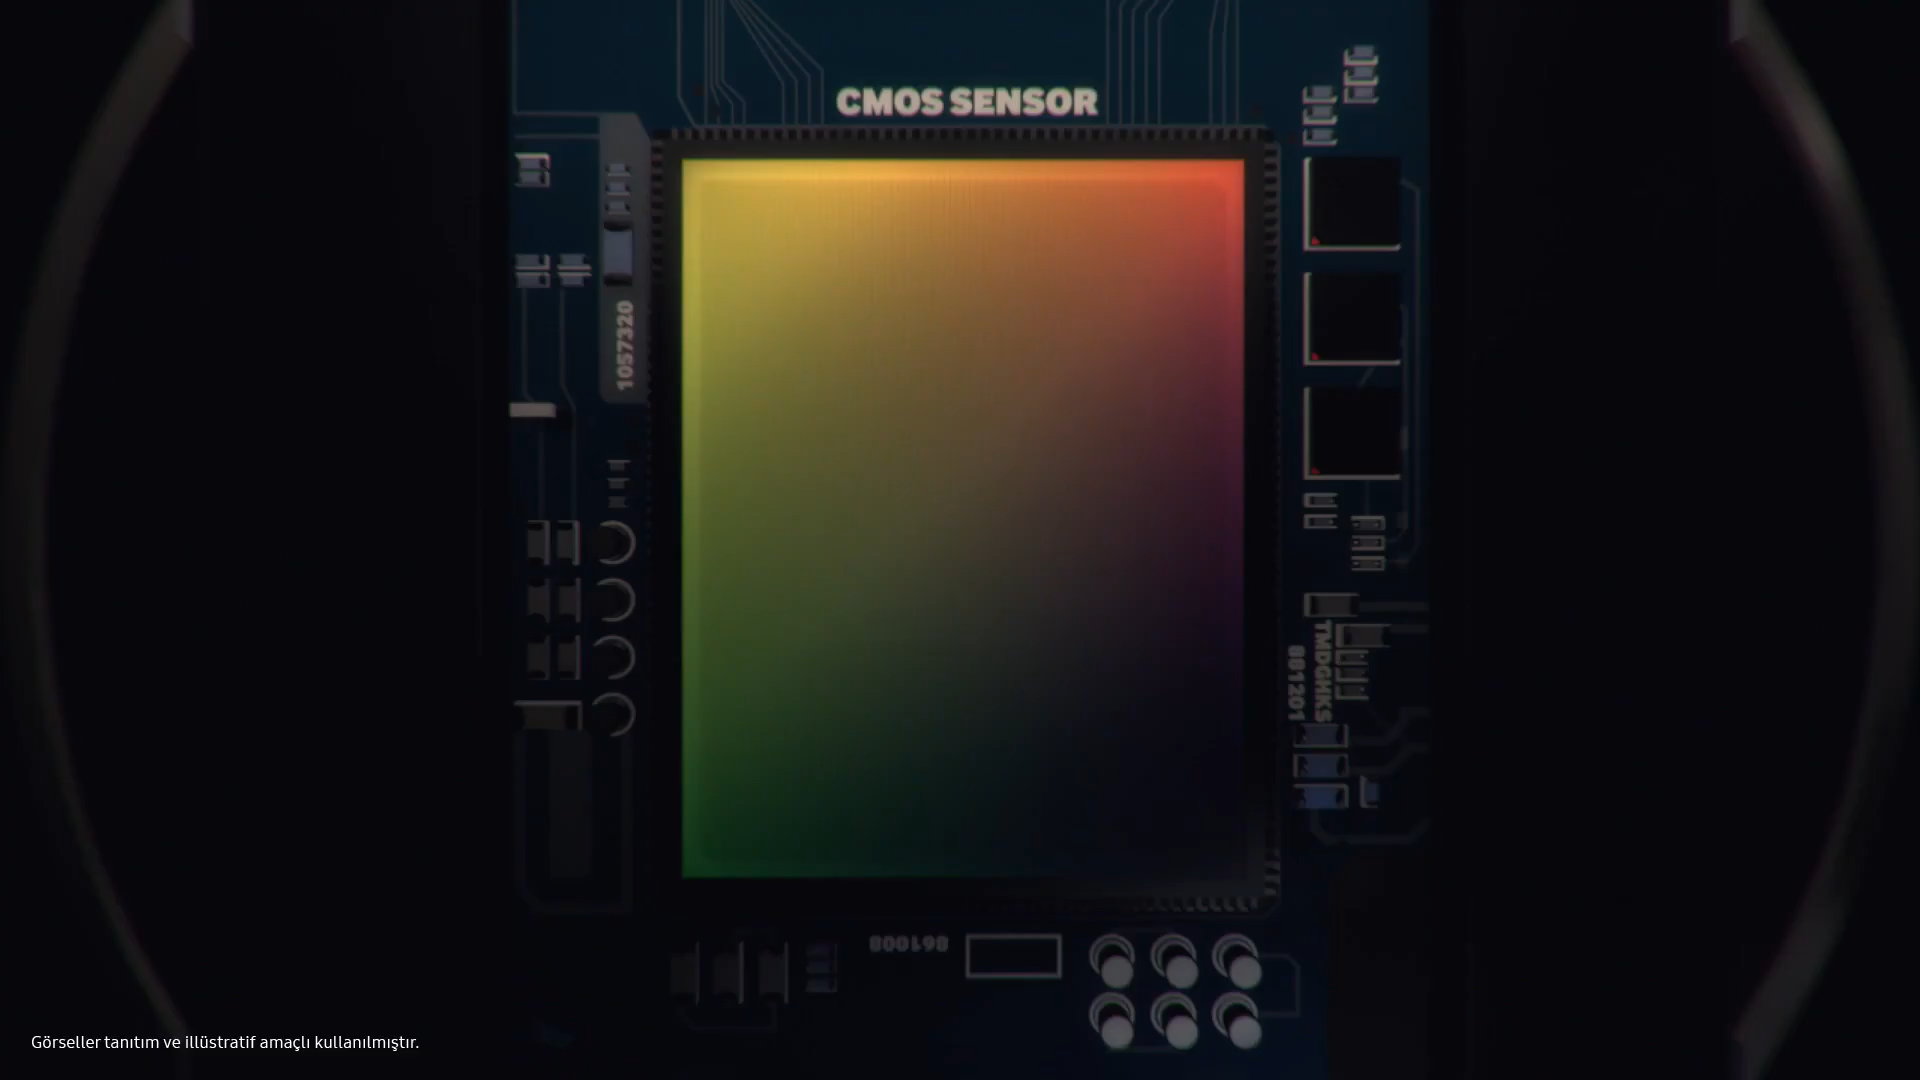 CMOS SENSOR
1057320
TMDGHKS
881201
861008
Görseller tanıtım ve illüstratif amaçlı kullanılmıştır.